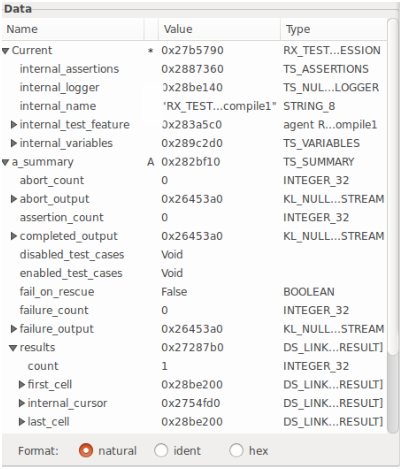 Data
Name Value Type
Current * 0x27b5790 RX_TEST...ESSION
internal_assertions 0x2887360 TS_ASSERTIONS
internal_logger 0x28be140 TS_NUL...LOGGER
internal_name "RX_TEST...compile1" STRING_8
internal_test_feature 0x283a5c0 agent R...ompile1
internal_variables 0x289c2d0 TS_VARIABLES
a_summary A 0x282bf10 TS_SUMMARY
abort_count 0 INTEGER_32
abort_output 0x26453a0 KL_NUL...STREAM
assertion_count 0 INTEGER_32
completed_output 0x26453a0 KL_NUL...STREAM
disabled_test_cases Void
enabled_test_cases Void
fail_on_rescue False BOOLEAN
failure_count 0 INTEGER_32
failure_output 0x26453a0 KL_NUL...STREAM
results 0x27287b0 DS_LINK...RESULT]
count 1 INTEGER_32
first_cell 0x28be200 DS_LINK...RESULT]
internal_cursor 0x2754fd0 DS_LINK...RESULT]
last_cell 0x28be200 DS_LINK...RESULT]
Format: natural ident hex